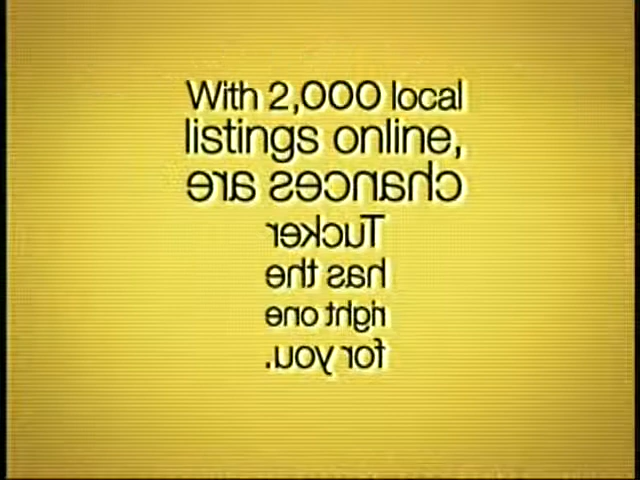 With 2,000 local
listings online,
chances are
Tucker
has the
right one
for you.